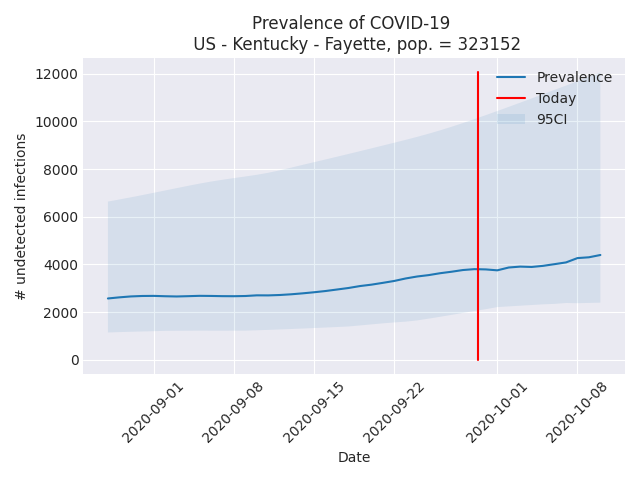 Prevalence of COVID-19
US - Kentucky - Fayette, pop. = 323152
12000
10000
8000
6000
4000
2000
0
# undetected infections
Prevalence
Today
95CI
2020-09-01
2020-09-08
2020-09-15
2020-09-22
2020-10-01
2020-10-08
Date